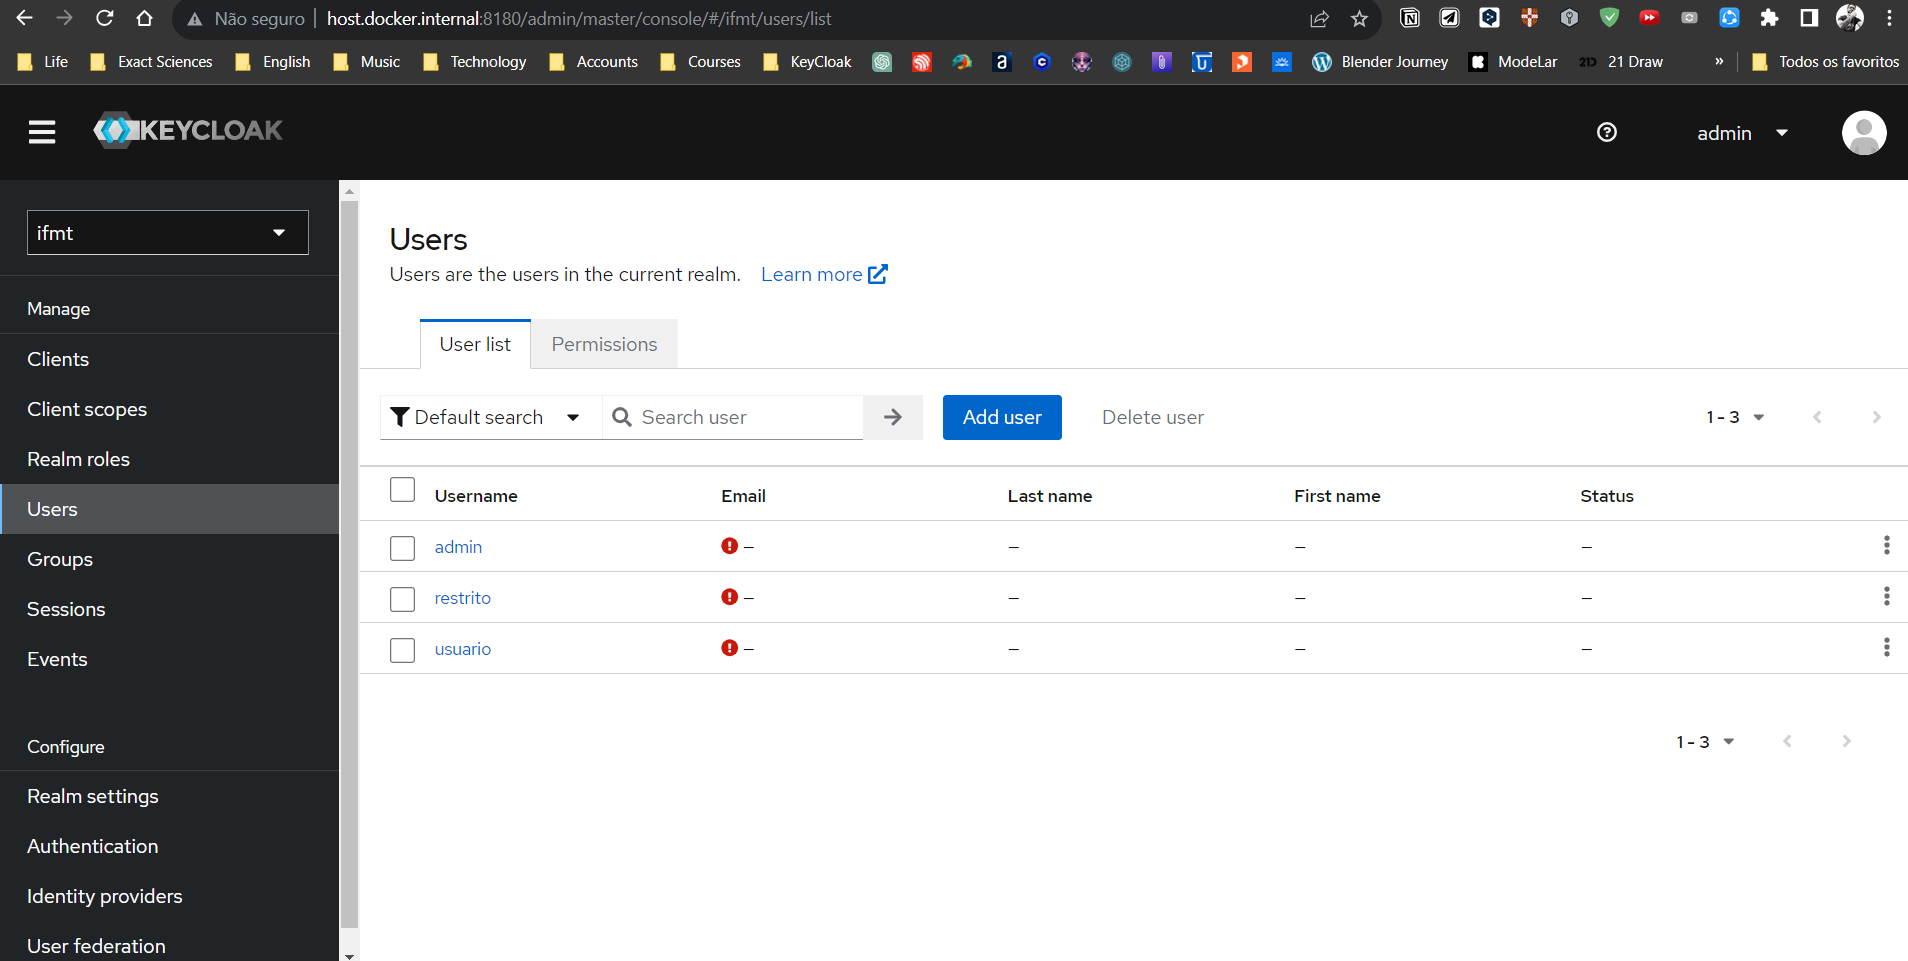 Não seguro | host.docker.internal:8180/admin/master/console/#/ifmt/users/list
Life Exact Sciences English Music Technology Accounts Courses KeyCloak Blender Journey ModeLar 21 Draw » Todos os favoritos
KEYCLOAK admin
ifmt
Manage
Clients
Client scopes
Realm roles
Users
Groups
Sessions
Events
Configure
Realm settings
Authentication
Identity providers
User federation
Users
Users are the users in the current realm. Learn more
User list Permissions
Default search Search user Add user Delete user 1 - 3
Username Email Last name First name Status
admin – – – –
restrito – – – –
usuario – – – –
1 - 3